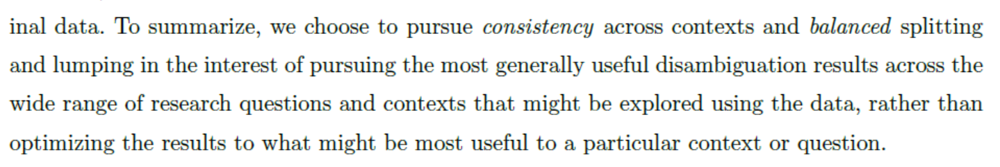 inal data. To summarize, we choose to pursue consistency across contexts and balanced splitting
and lumping in the interest of pursuing the most generally useful disambiguation results across the
wide range of research questions and contexts that might be explored using the data, rather than
optimizing the results to what might be most useful to a particular context or question.